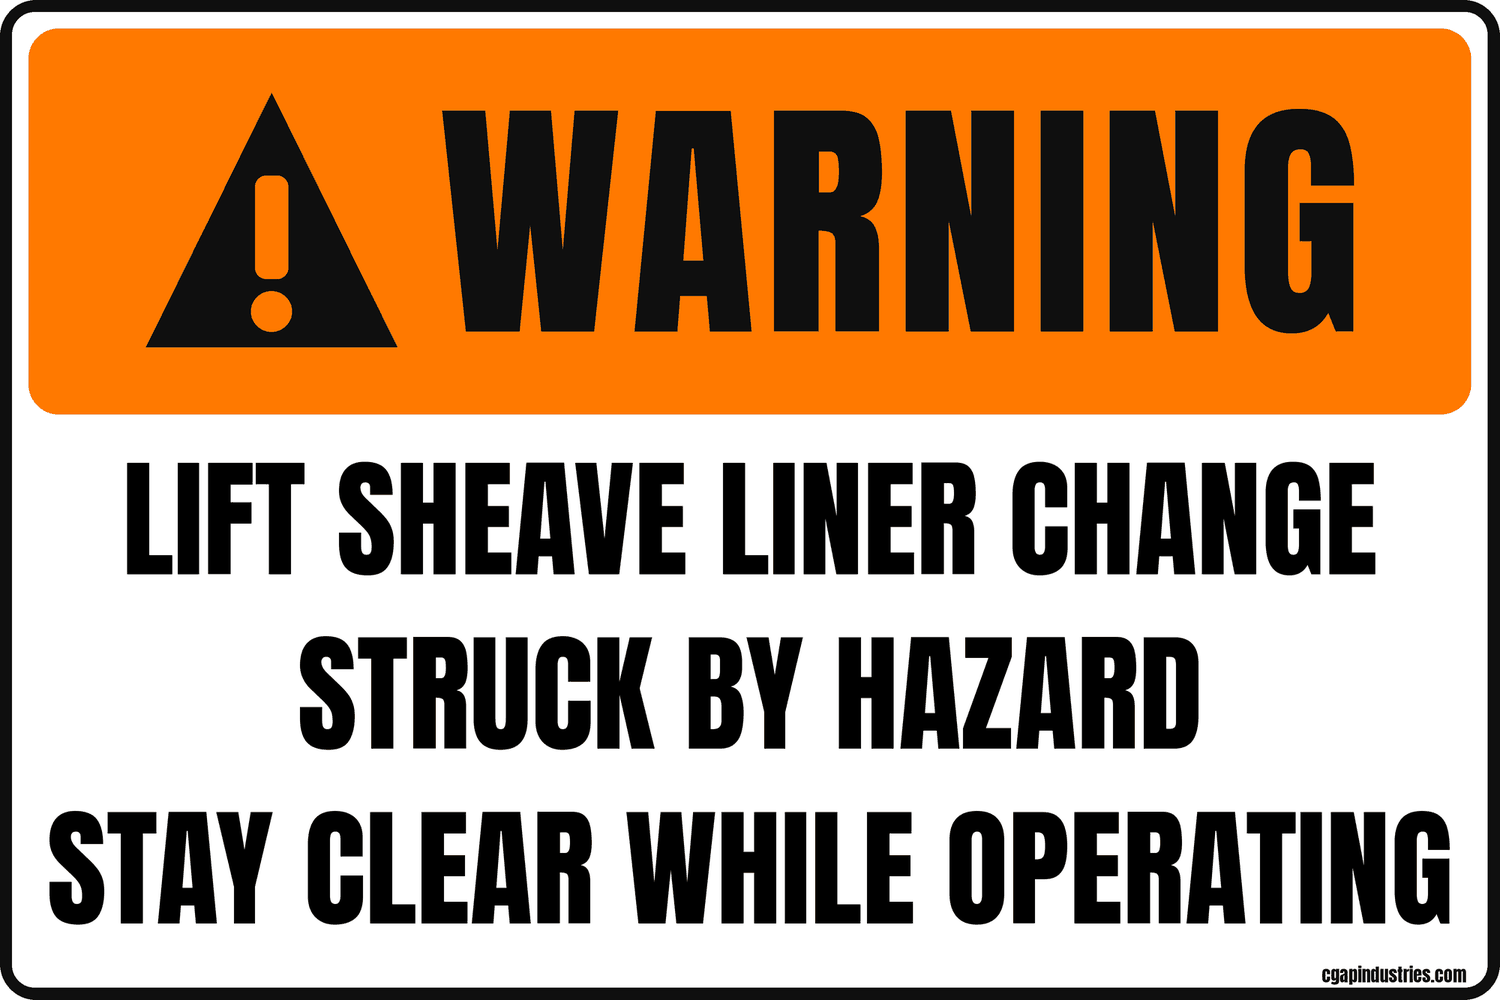 WARNING
LIFT SHEAVE LINER CHANGE
STRUCK BY HAZARD
STAY CLEAR WHILE OPERATING
cgapindustries.com